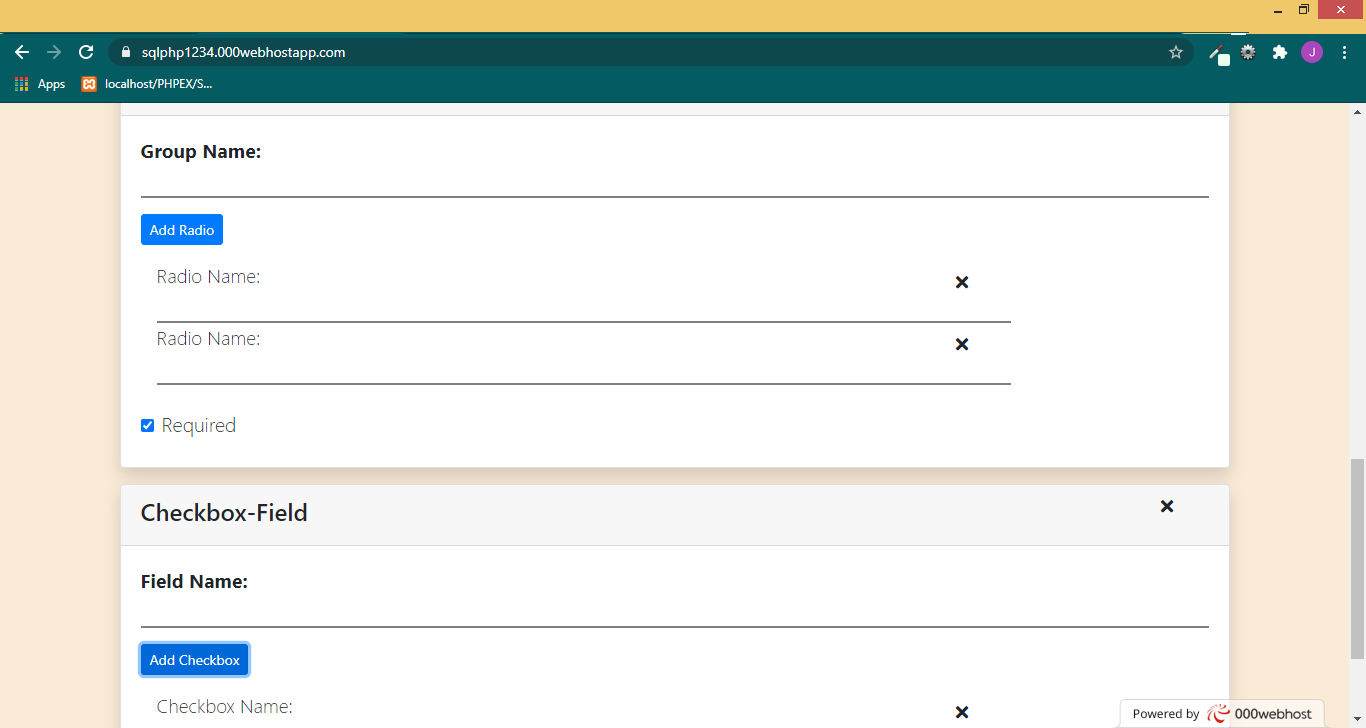 sqlphp1234.000webhostapp.com
J
Apps
localhost/PHPEX/S...
Group Name:
Add Radio
Radio Name:
Radio Name:
Required
Checkbox-Field
Field Name:
Add Checkbox
Checkbox Name:
Powered by 000webhost